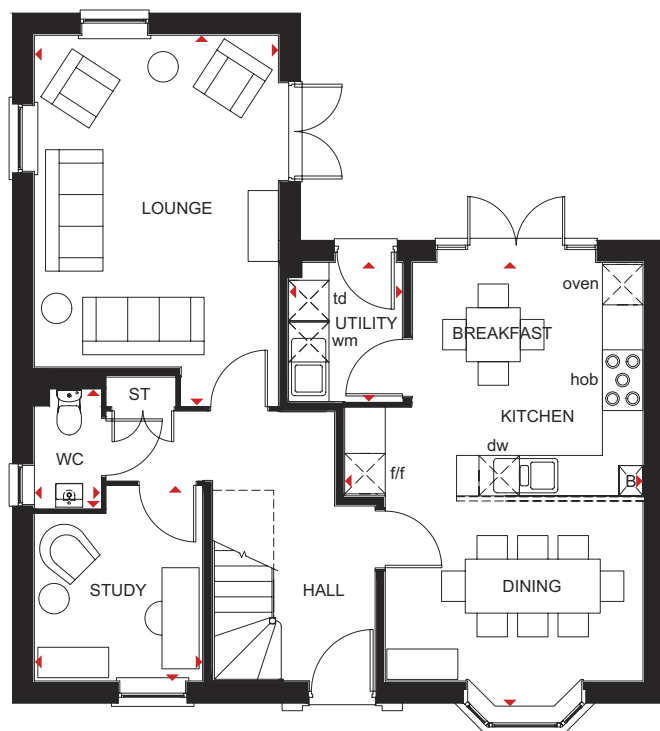 LOUNGE
oven
td
UTILITY
wm
BREAKFAST
hob
ST
KITCHEN
WC
dw
f/f
B
STUDY
HALL
DINING